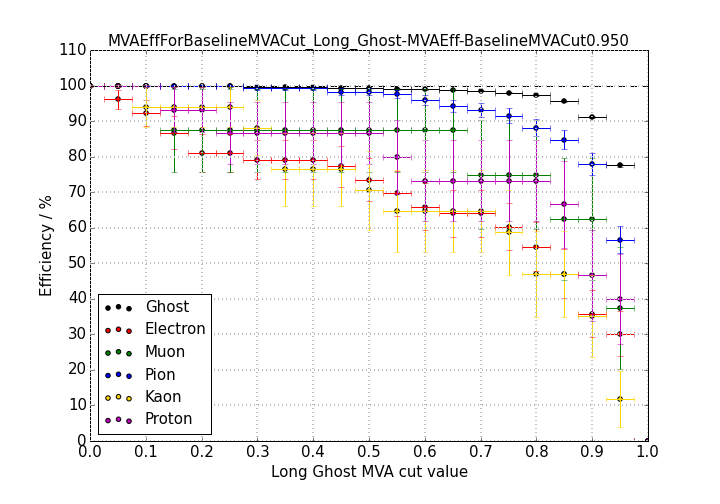 MVAEffForBaselineMVACut_Long_Ghost-MVAEff-BaselineMVACut0.950
110
100
90
80
70
60
50
40
30
20
10
0
Efficiency / %
Ghost
Electron
Muon
Pion
Kaon
Proton
0.0 0.1 0.2 0.3 0.4 0.5 0.6 0.7 0.8 0.9 1.0
Long Ghost MVA cut value